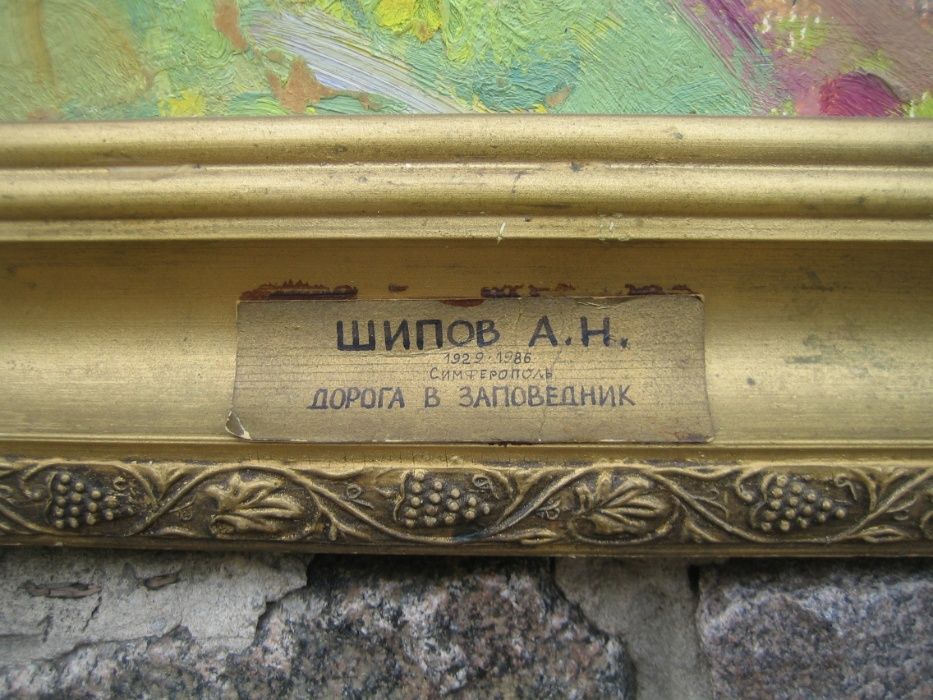 ШИПОВ А.Н.
1929-1986
СИМФЕРОПОЛЬ
ДОРОГА В ЗАПОВЕДНИК